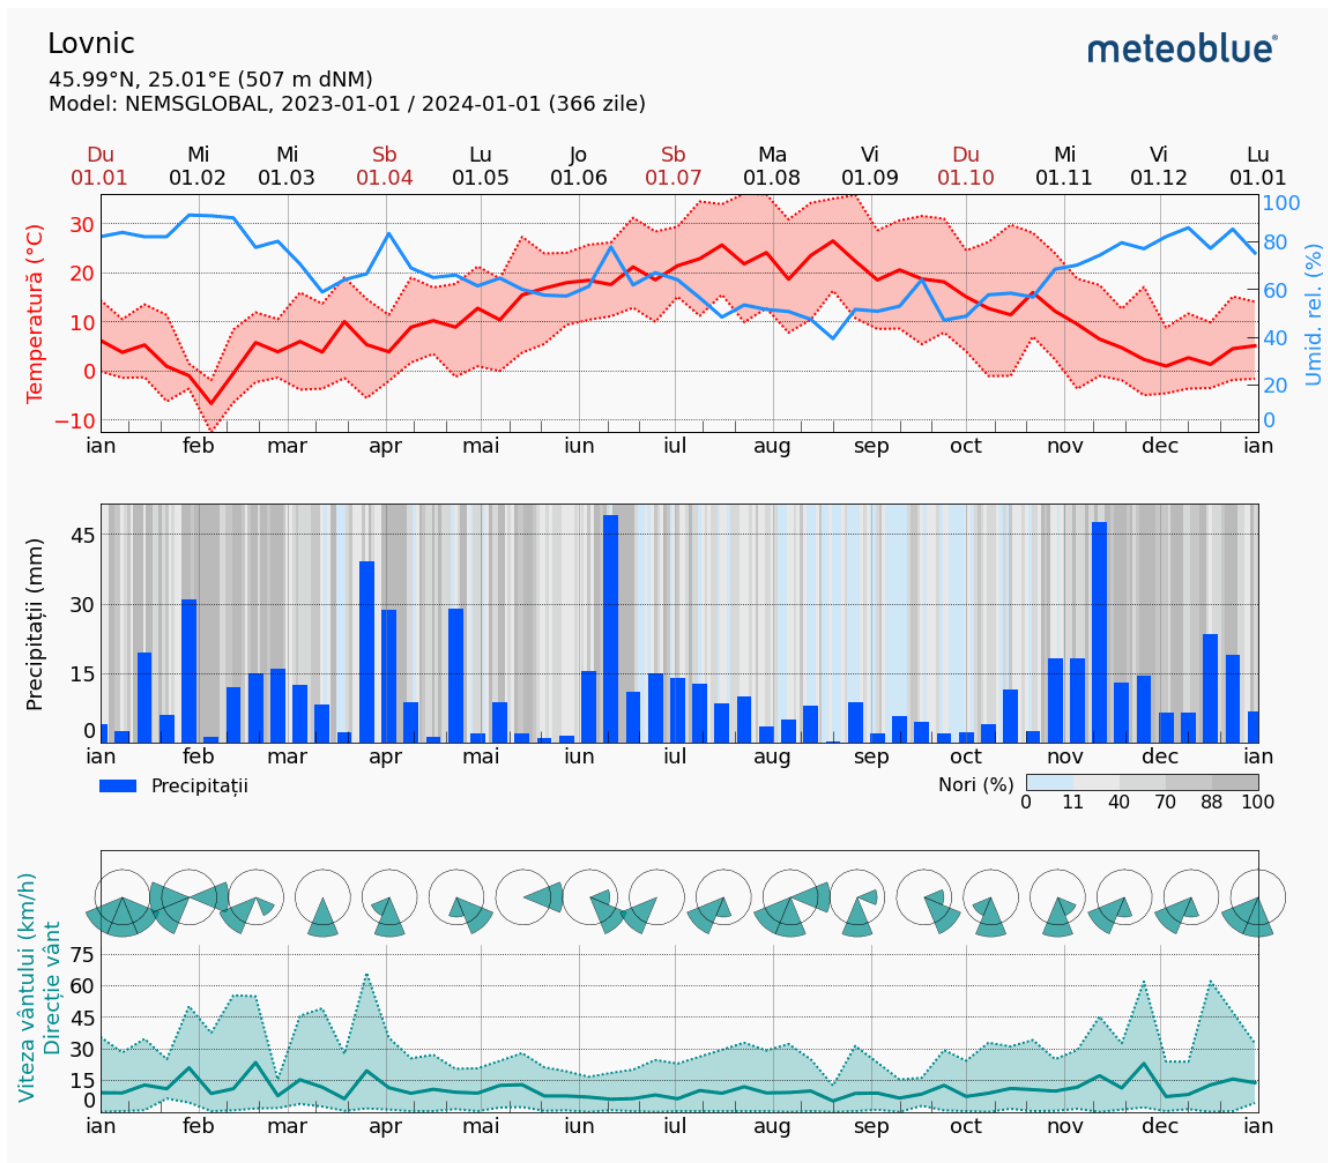 Lovnic
meteoblue®
45.99°N, 25.01°E (507 m dNM)
Model: NEMSGLOBAL, 2023-01-01 / 2024-01-01 (366 zile)
Du Mi Mi Sb Lu Jo Sb Ma Vi Du Mi Vi Lu
01.01 01.02 01.03 01.04 01.05 01.06 01.07 01.08 01.09 01.10 01.11 01.12 01.01
Temperatură (°C)
30
20
10
0
−10
100
80
60
40
20
0
Umid. rel. (%)
ian feb mar apr mai iun iul aug sep oct nov dec ian
Precipitații (mm)
45
30
15
0
ian feb mar apr mai iun iul aug sep oct nov dec ian
Precipitații
Nori (%)
0 11 40 70 88 100
Viteza vântului (km/h)
Direcție vânt
75
60
45
30
15
0
ian feb mar apr mai iun iul aug sep oct nov dec ian